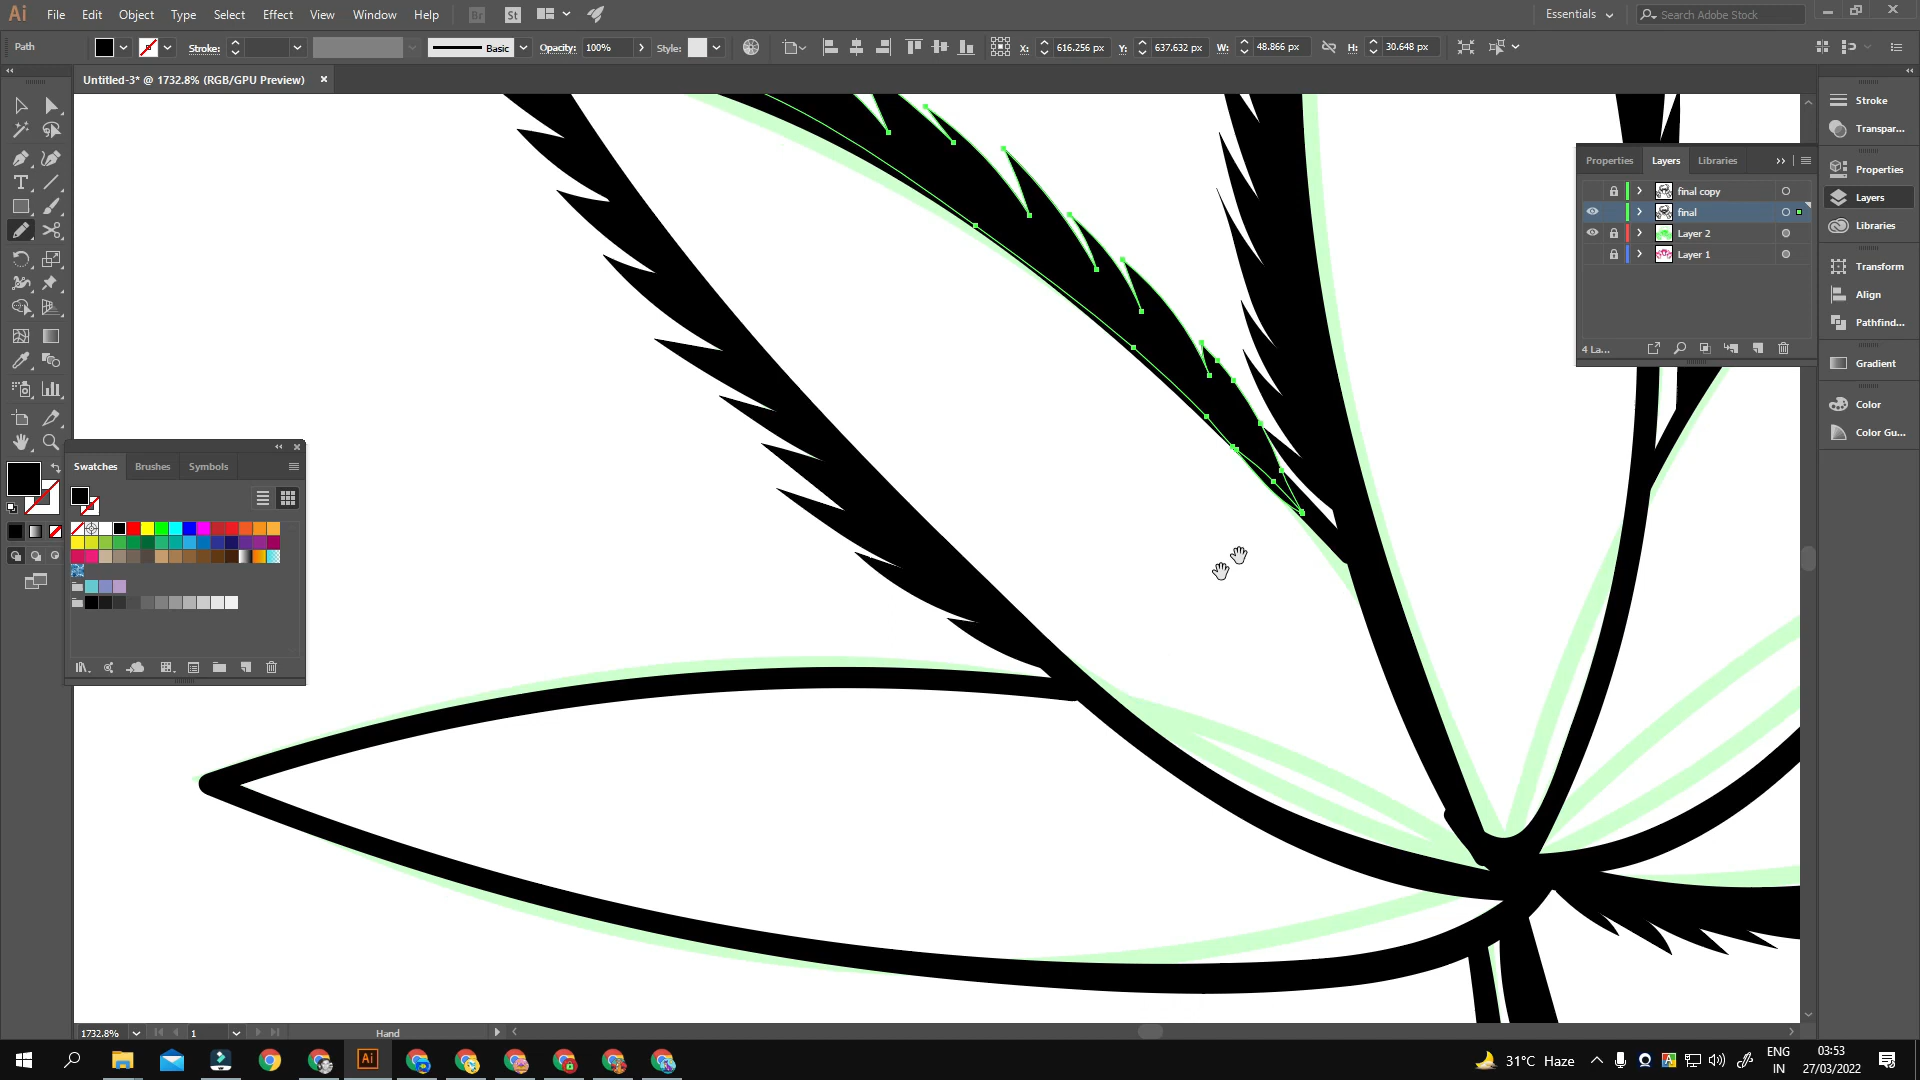 Ai File Edit Object Type Select Effect View Window Help Br St Essentials Search Adobe Stock
Path Stroke: Basic Opacity: 100% Style: X: 616.256 px Y: 637.632 px W: 48.866 px H: 30.648 px
Untitled-3* @ 1732.8% (RGB/GPU Preview) ×
Stroke
Transpar...
Properties Layers Libraries
Properties
final copy
Layers
final
Libraries
Layer 2
Layer 1
Transform
Align
Pathfind...
4 La...
Gradient
Color
Color Gu...
Swatches Brushes Symbols
1732.8% 1 Hand
31°C Haze ENG IN 03:53 27/03/2022